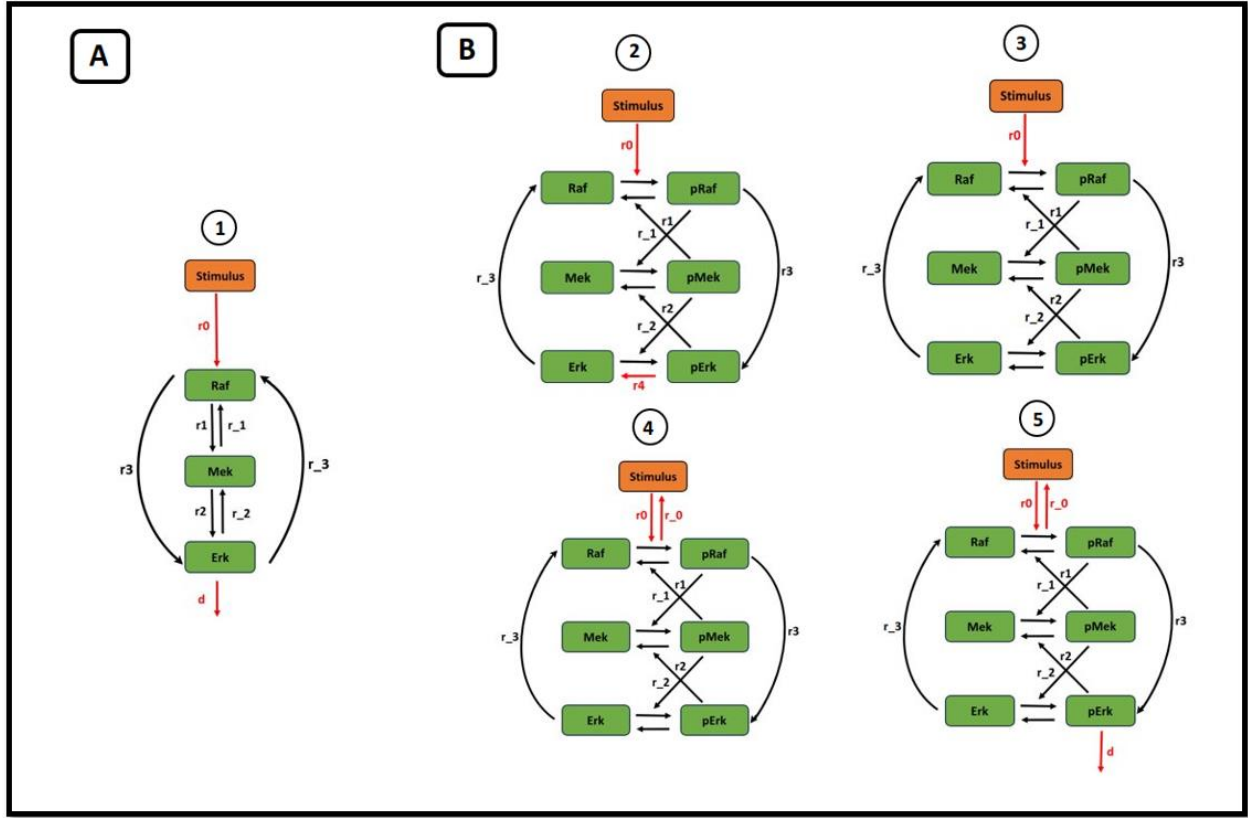 A
B
1
Stimulus
r0
Raf
r1
r_1
r3
Mek
r_3
r2
r_2
Erk
d
2
Stimulus
r0
Raf
pRaf
r1
r_1
r_3
Mek
pMek
r3
r2
r_2
Erk
pErk
r4
3
Stimulus
r0
Raf
pRaf
r1
r_1
r_3
Mek
pMek
r3
r2
r_2
Erk
pErk
4
Stimulus
r0
r_0
Raf
pRaf
r1
r_1
r_3
Mek
pMek
r3
r2
r_2
Erk
pErk
5
Stimulus
r0
r_0
Raf
pRaf
r1
r_1
r_3
Mek
pMek
r3
r2
r_2
Erk
pErk
d